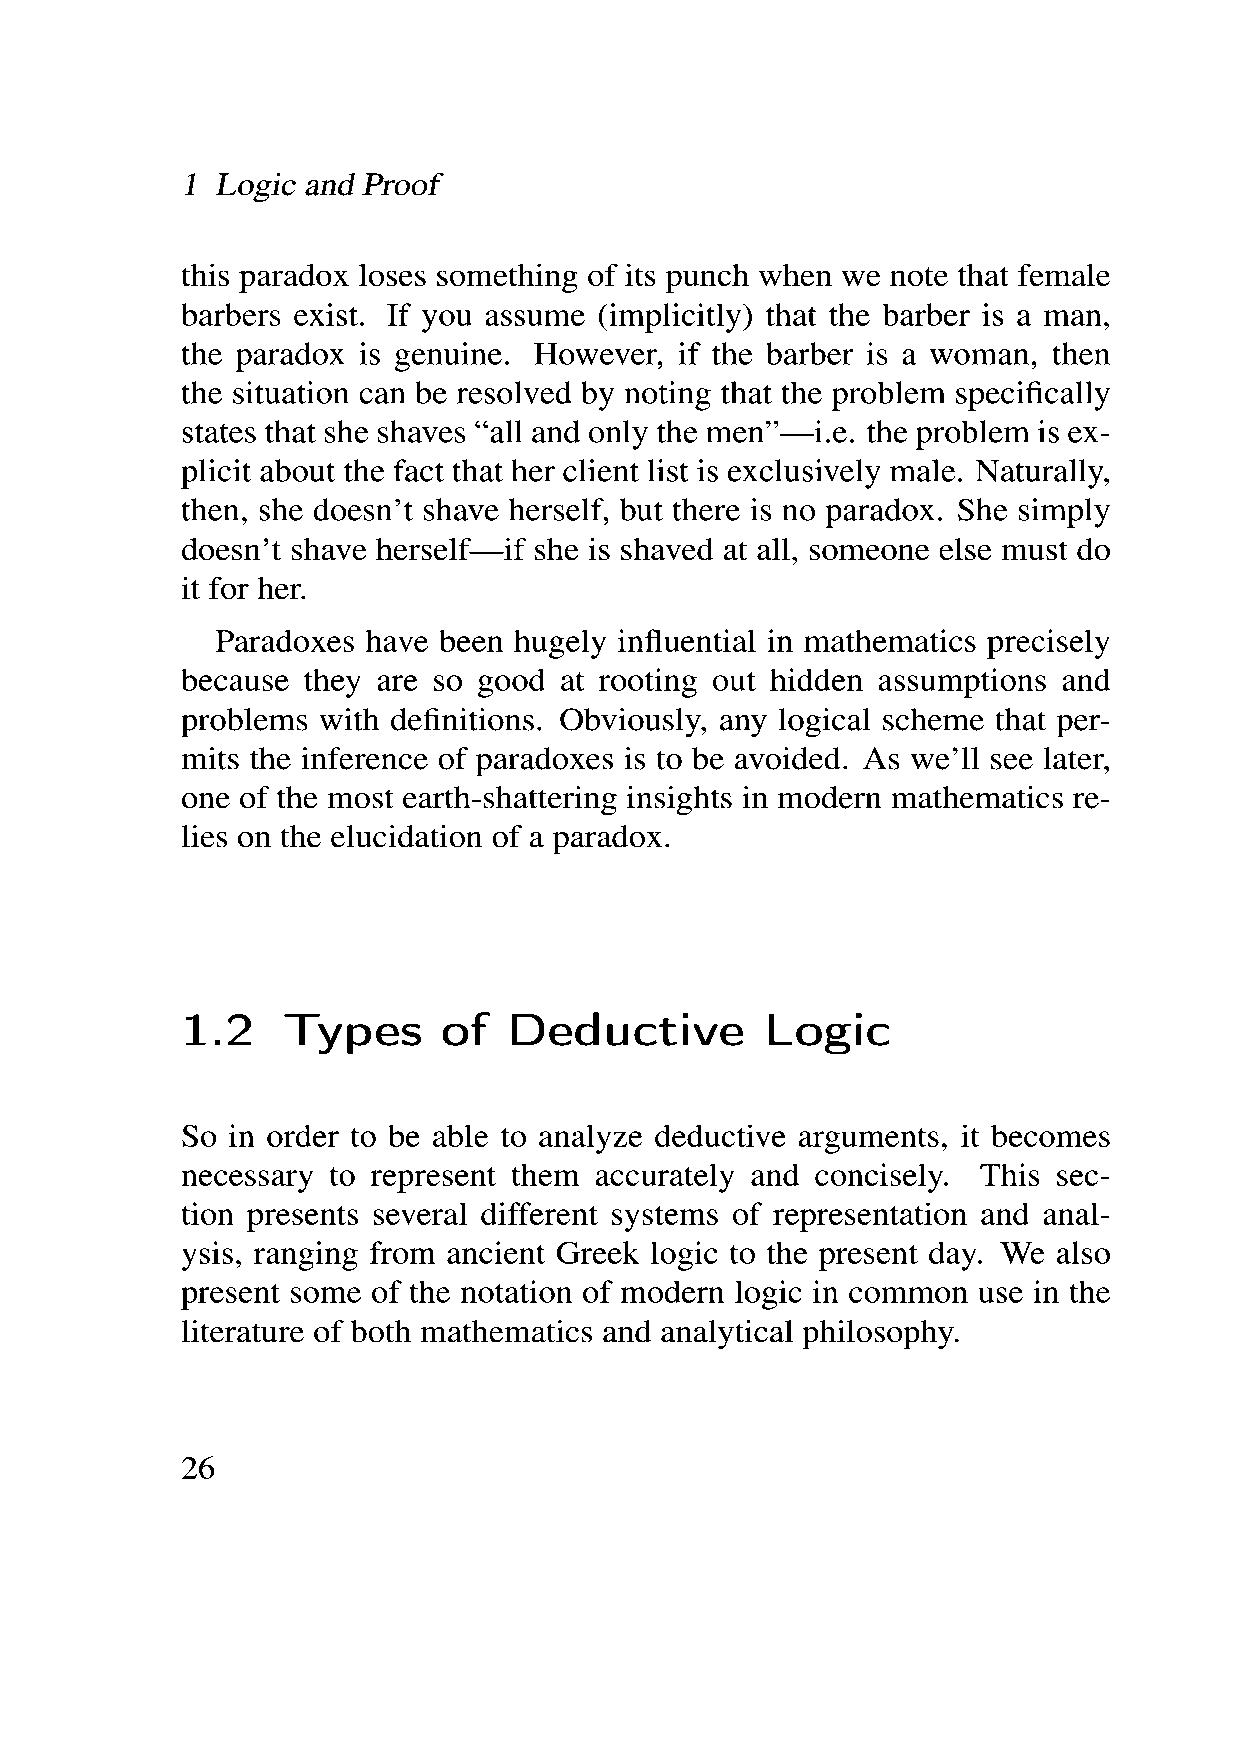 1 Logic and Proof
this paradox loses something of its punch when we note that female
barbers exist. If you assume (implicitly) that the barber is a man,
the paradox is genuine. However, if the barber is a woman, then
the situation can be resolved by noting that the problem specifically
states that she shaves “all and only the men”—i.e. the problem is ex-
plicit about the fact that her client list is exclusively male. Naturally,
then, she doesn’t shave herself, but there is no paradox. She simply
doesn’t shave herself—if she is shaved at all, someone else must do
it for her.
Paradoxes have been hugely influential in mathematics precisely
because they are so good at rooting out hidden assumptions and
problems with definitions. Obviously, any logical scheme that per-
mits the inference of paradoxes is to be avoided. As we’ll see later,
one of the most earth-shattering insights in modern mathematics re-
lies on the elucidation of a paradox.
1.2 Types of Deductive Logic
So in order to be able to analyze deductive arguments, it becomes
necessary to represent them accurately and concisely. This sec-
tion presents several different systems of representation and anal-
ysis, ranging from ancient Greek logic to the present day. We also
present some of the notation of modern logic in common use in the
literature of both mathematics and analytical philosophy.
26